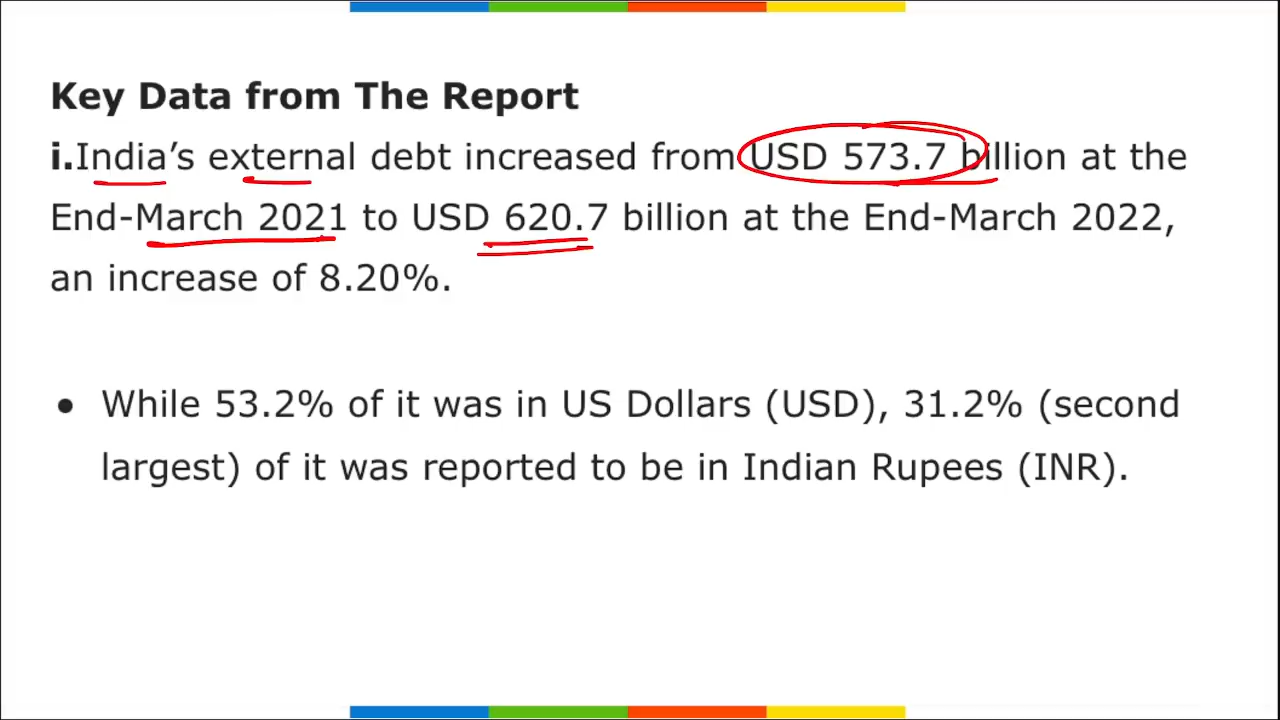 Key Data from The Report
i.India’s external debt increased from USD 573.7 billion at the
End-March 2021 to USD 620.7 billion at the End-March 2022,
an increase of 8.20%.
● While 53.2% of it was in US Dollars (USD), 31.2% (second
largest) of it was reported to be in Indian Rupees (INR).